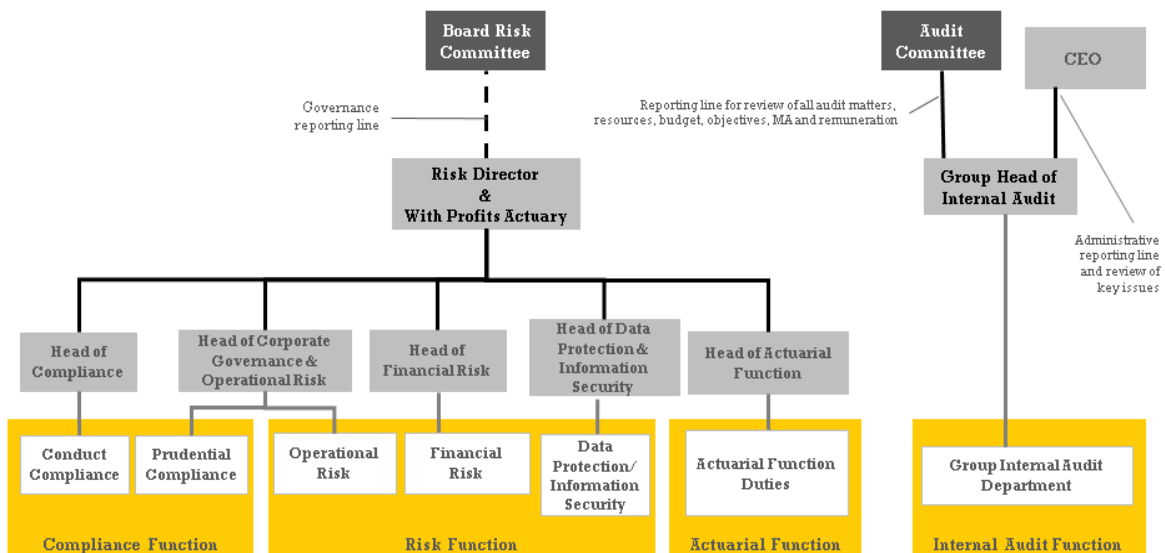 Board Risk
Committee
Audit
Committee
CEO
Governance
reporting line
Reporting line for review of all audit matters,
resources, budget, objectives, MA and remuneration
Risk Director
&
With Profits Actuary
Group Head of
Internal Audit
Administrative
reporting line
and review of
key issues
Head of
Compliance
Head of Corporate
Governance &
Operational Risk
Head of
Financial Risk
Head of Data
Protection &
Information
Security
Head of Actuarial
Function
Conduct
Compliance
Prudential
Compliance
Operational
Risk
Financial
Risk
Data
Protection/
Information
Security
Actuarial Function
Duties
Group Internal Audit
Department
Compliance Function
Risk Function
Actuarial Function
Internal Audit Function